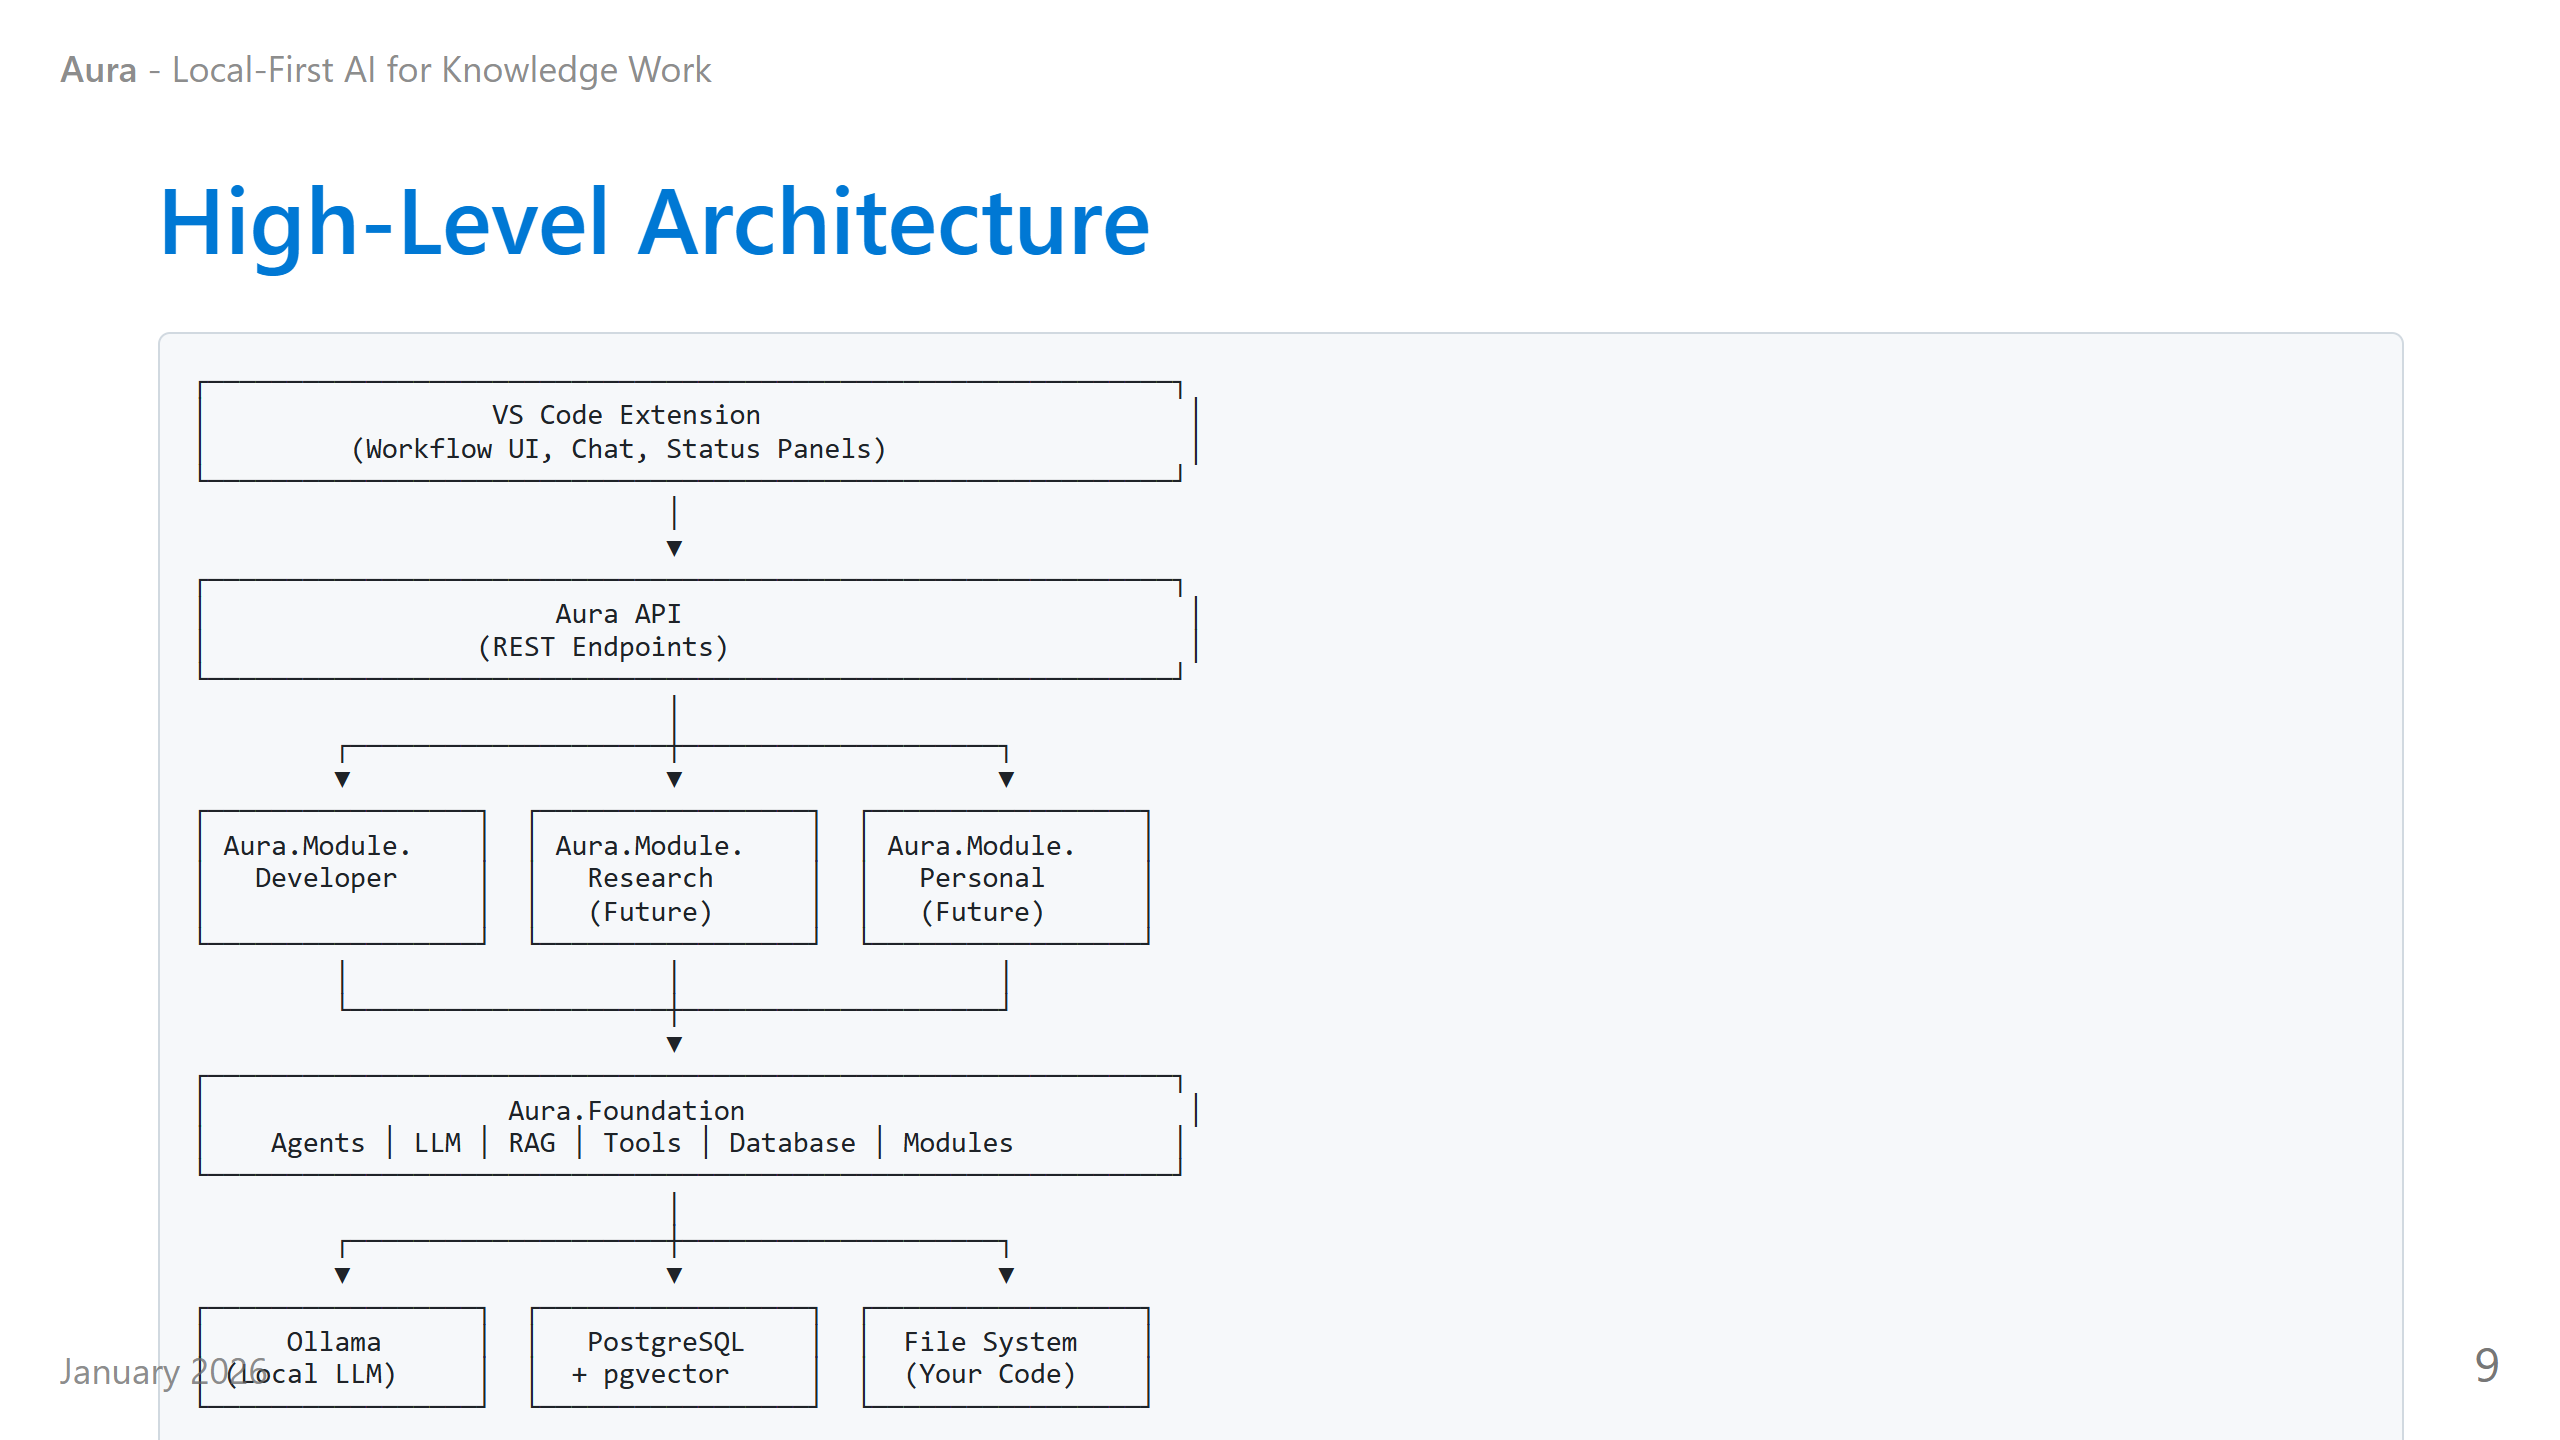 Aura - Local-First AI for Knowledge Work
High-Level Architecture
VS Code Extension
(Workflow UI, Chat, Status Panels)
Aura API
(REST Endpoints)
Aura.Module. Aura.Module. Aura.Module.
Developer Research Personal
(Future) (Future)
Aura.Foundation
Agents │ LLM │ RAG │ Tools │ Database │ Modules
Ollama PostgreSQL File System
(Local LLM) + pgvector (Your Code)
January 2026
9